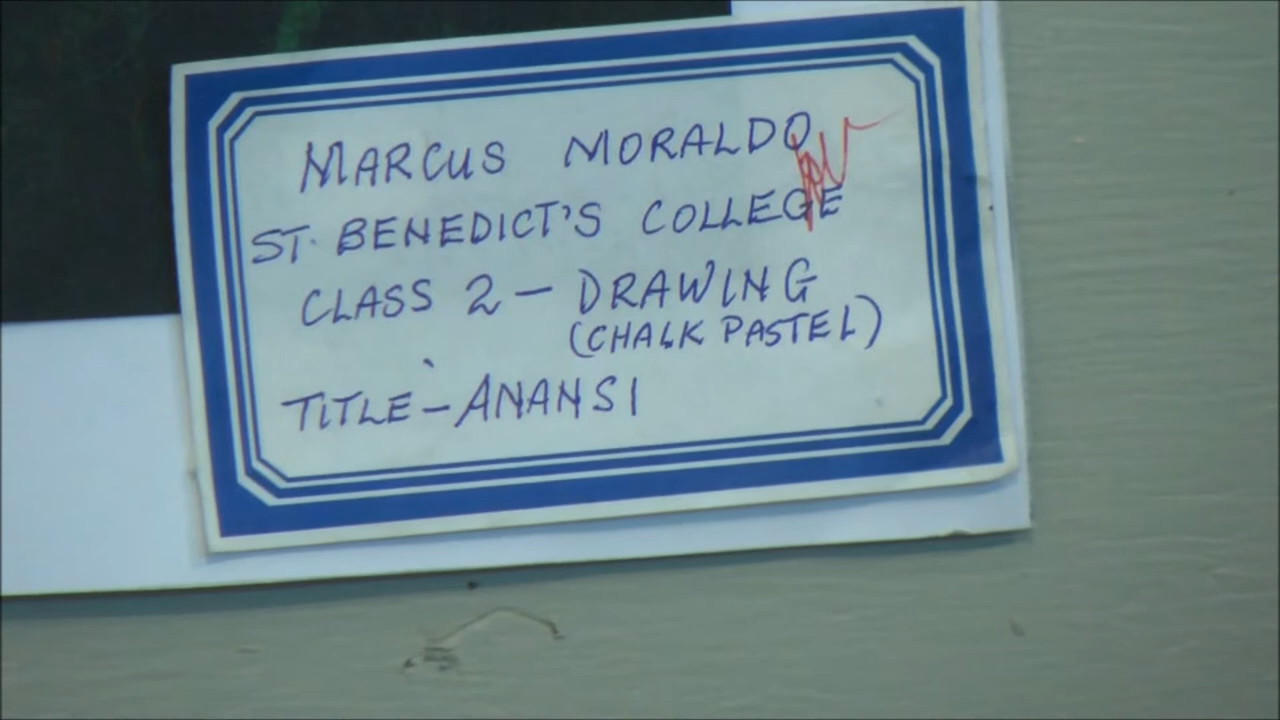 MARCUS MORALDO
ST. BENEDICT'S COLLEGE
CLASS 2 - DRAWING
(CHALK PASTEL)
TITLE - ANANSI